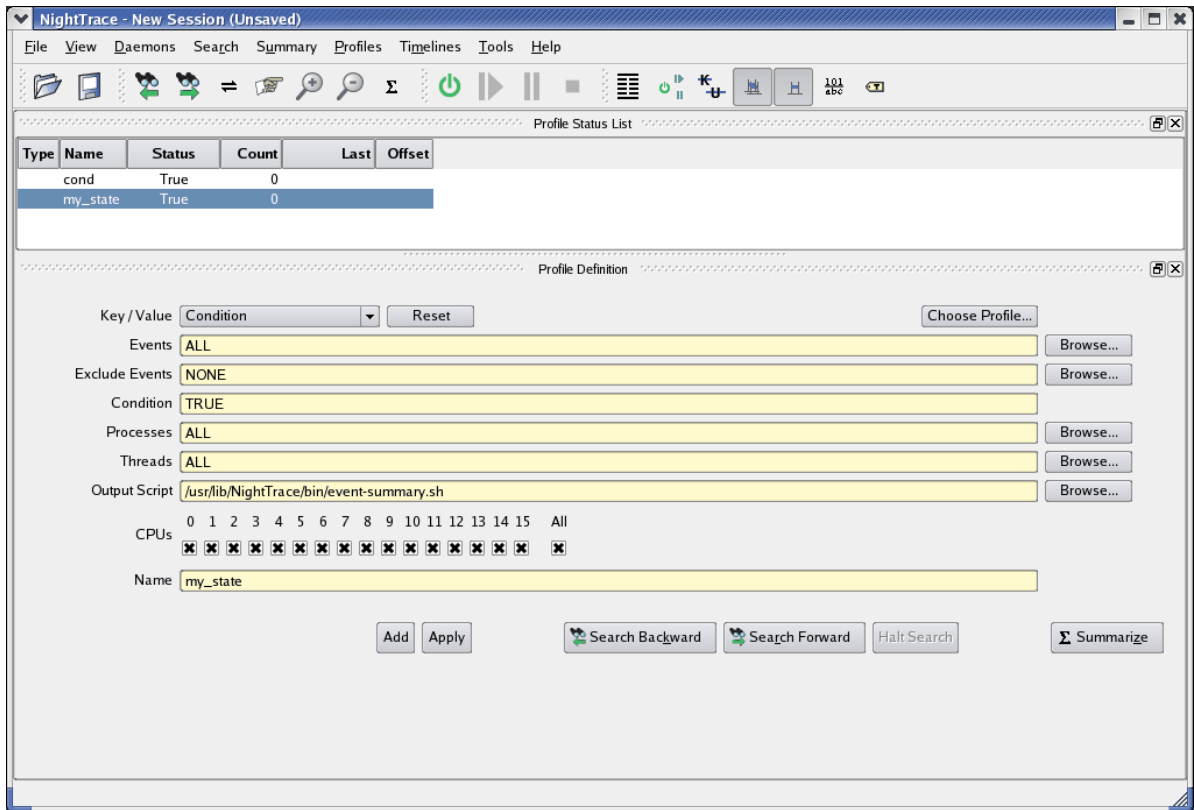 NightTrace - New Session (Unsaved)
File View Daemons Search Summary Profiles Timelines Tools Help
Σ K U 101 abc T
Profile Status List
Type Name Status Count Last Offset
cond True 0
my_state True 0
Profile Definition
Key / Value Condition Reset Choose Profile...
Events ALL Browse...
Exclude Events NONE Browse...
Condition TRUE
Processes ALL Browse...
Threads ALL Browse...
Output Script /usr/lib/NightTrace/bin/event-summary.sh Browse...
0 1 2 3 4 5 6 7 8 9 10 11 12 13 14 15 All
CPUs
Name my_state
Add Apply Search Backward Search Forward Halt Search Σ Summarize